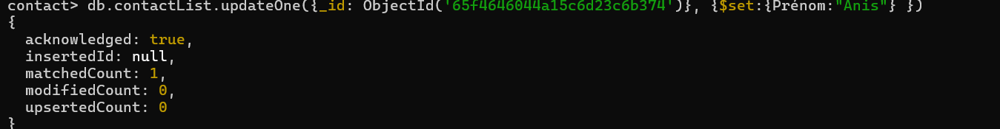 contact> db.contactList.updateOne({_id: ObjectId('65f4646044a15c6d23c6b374')}, {$set:{Prénom:"Anis"} })
{
  acknowledged: true,
  insertedId: null,
  matchedCount: 1,
  modifiedCount: 0,
  upsertedCount: 0
}